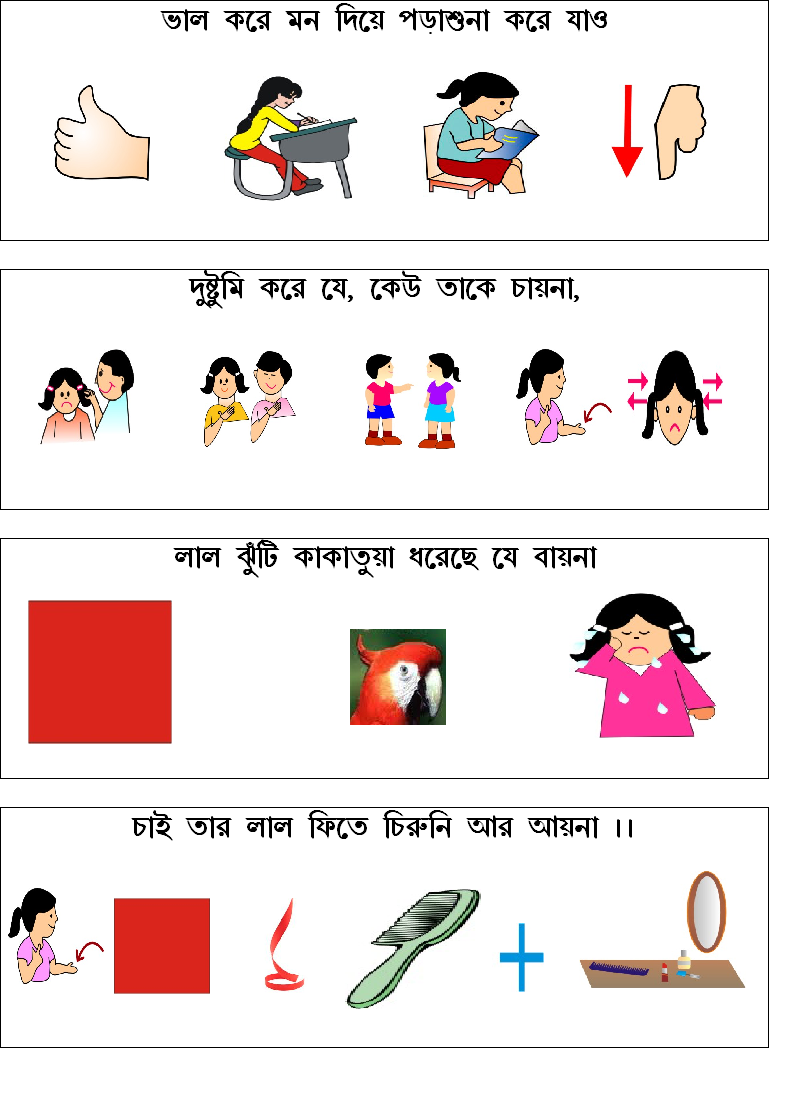 ভাল করে মন দিয়ে পড়াশুনা করে যাও
দুষ্টুমি করে যে, কেউ তাকে চায়না,
লাল ঝুঁটি কাকাতুয়া ধরেছে যে বায়না
চাই তার লাল ফিতে চিরুনি আর আয়না ।।